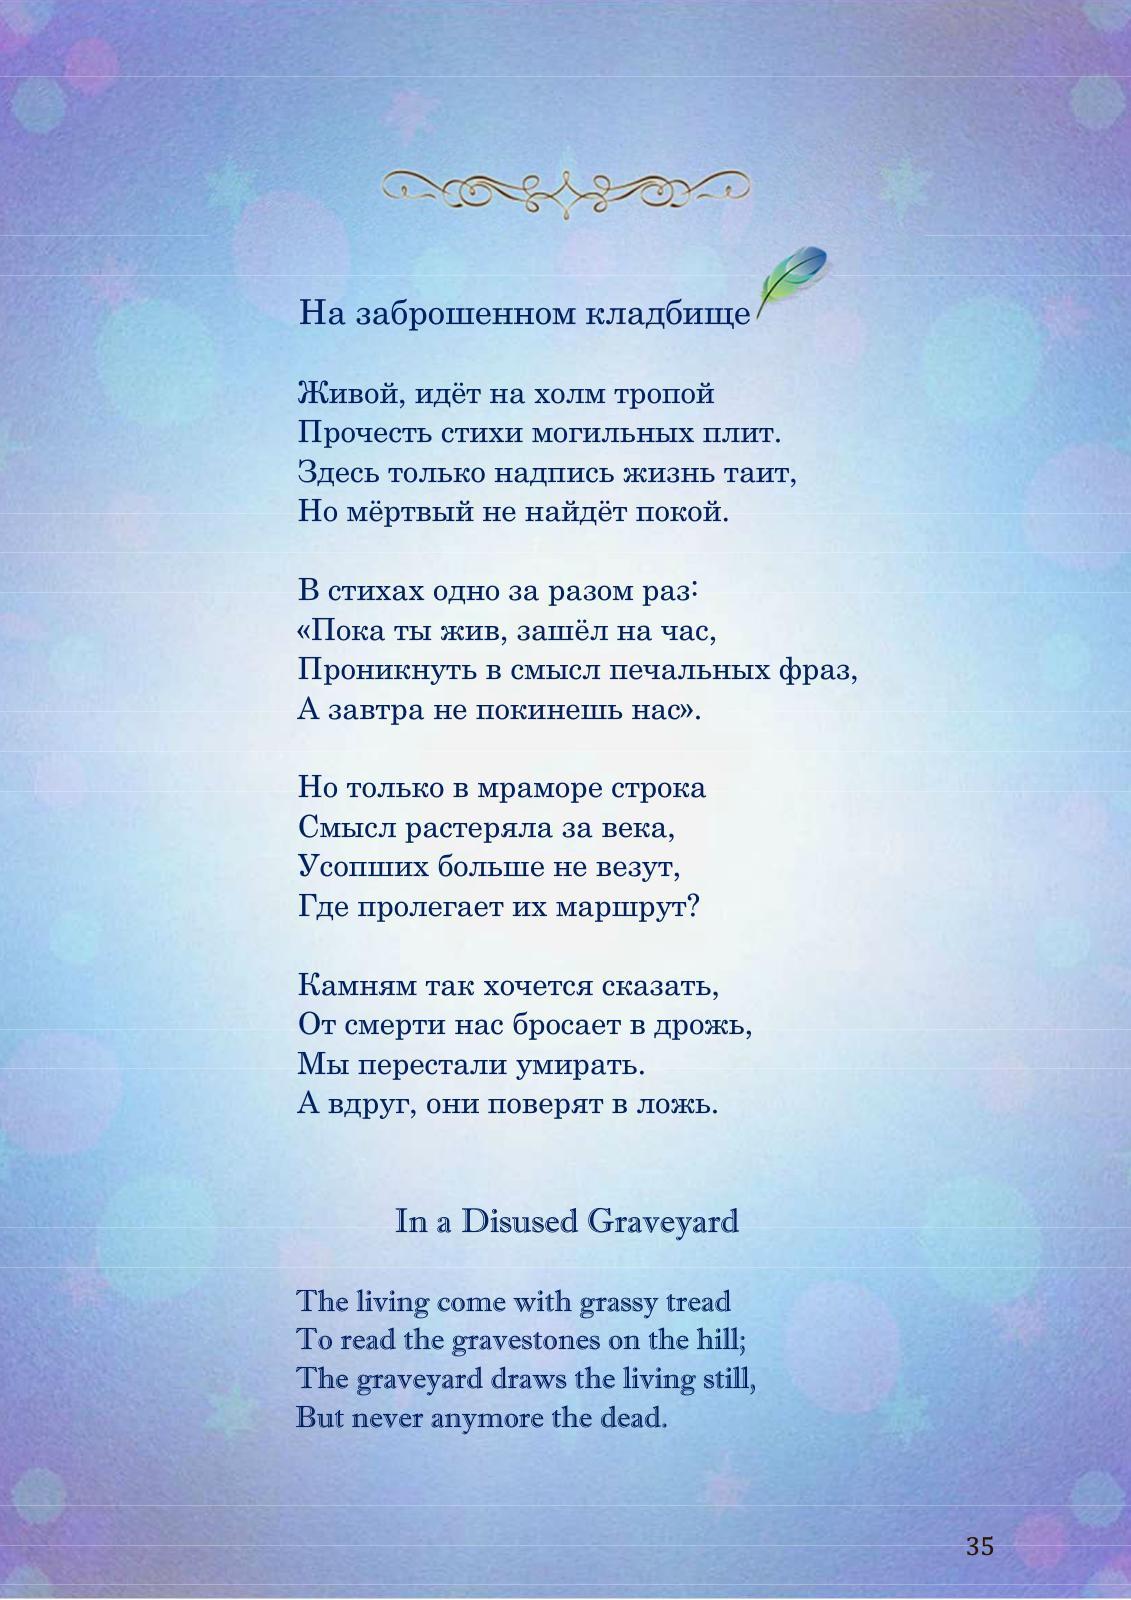 На заброшенном кладбище
Живой, идёт на холм тропой
Прочесть стихи могильных плит.
Здесь только надпись жизнь таит,
Но мёртвый не найдёт покой.
В стихах одно за разом раз:
«Пока ты жив, зашёл на час,
Проникнуть в смысл печальных фраз,
А завтра не покинешь нас».
Но только в мраморе строка
Смысл растеряла за века,
Усопших больше не везут,
Где пролегает их маршрут?
Камням так хочется сказать,
От смерти нас бросает в дрожь,
Мы перестали умирать.
А вдруг, они поверят в ложь.
In a Disused Graveyard
The living come with grassy tread
To read the gravestones on the hill;
The graveyard draws the living still,
But never anymore the dead.
35